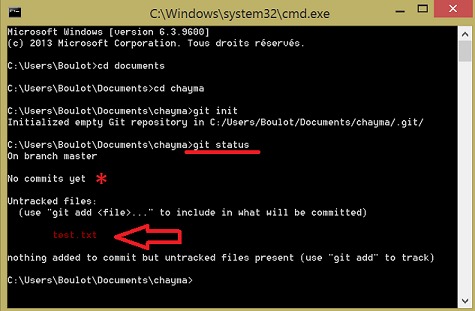 C:\Windows\system32\cmd.exe
Microsoft Windows [version 6.3.9600]
(c) 2013 Microsoft Corporation. Tous droits réservés.
C:\Users\Boulot>cd documents
C:\Users\Boulot\Documents>cd chayma
C:\Users\Boulot\Documents\chayma>git init
Initialized empty Git repository in C:/Users/Boulot/Documents/chayma/.git/
C:\Users\Boulot\Documents\chayma>git status
On branch master
No commits yet *
Untracked files:
(use "git add <file>..." to include in what will be committed)
test.txt
nothing added to commit but untracked files present (use "git add" to track)
C:\Users\Boulot\Documents\chayma>